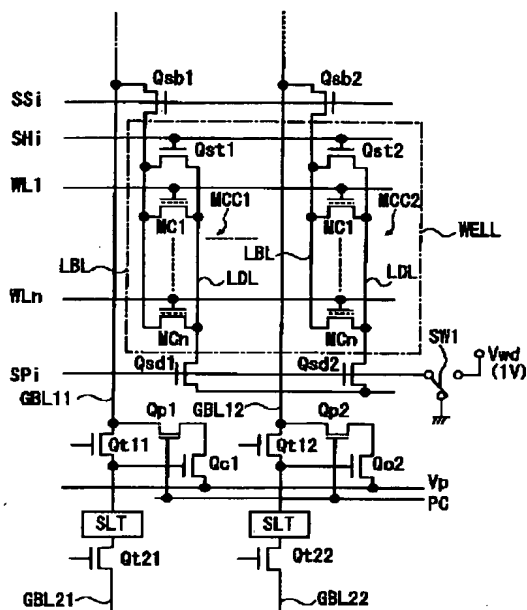 Qsb1 Qsb2
SSi
SHi
Qst1 Qst2
WL1
MCC1 MCC2
MC1 MC1
WELL
LBL LBL
LDL LDL
WLn
MCn MCn
SW1
Vwd
(1V)
Qsd1 Qsd2
SPi
GBL11 GBL12
Qp1 Qp2
Qt11 Qt12
Qc1 Qc2
Vp
PC
SLT SLT
Qt21 Qt22
GBL21 GBL22